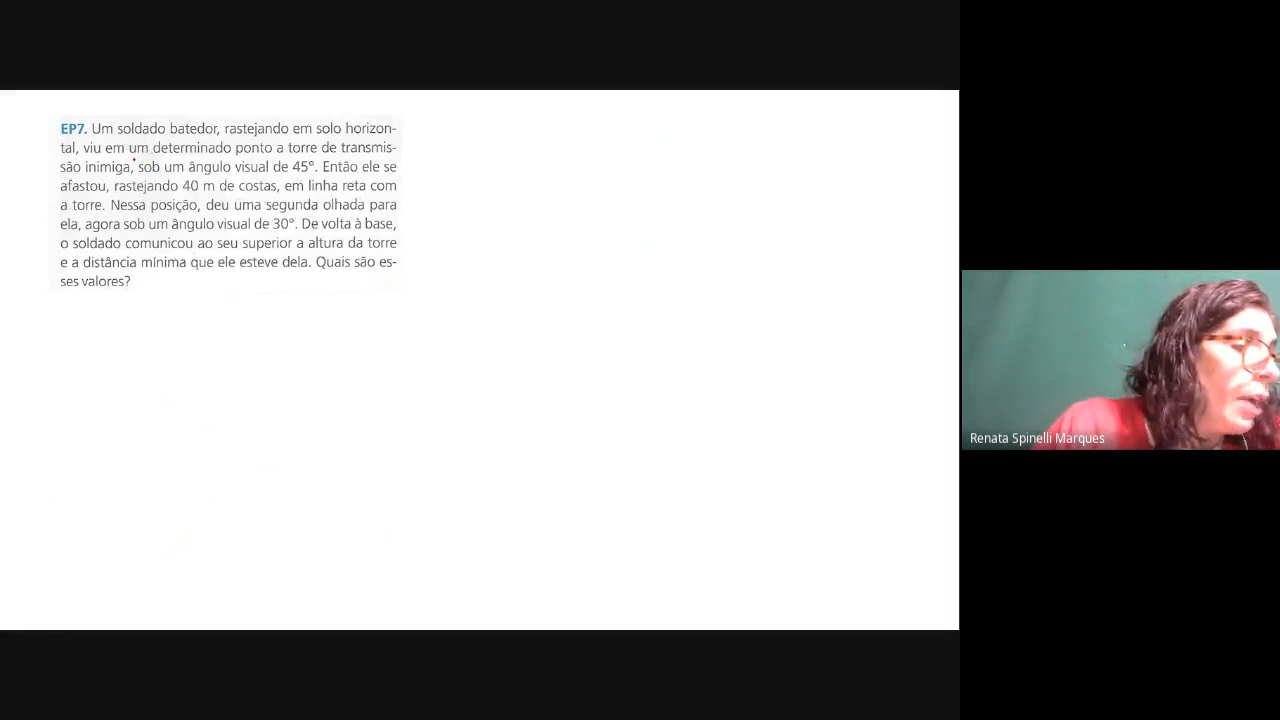 EP7. Um soldado batedor, rastejando em solo horizon-
tal, viu em um determinado ponto a torre de transmis-
são inimiga, sob um ângulo visual de 45°. Então ele se
afastou, rastejando 40 m de costas, em linha reta com
a torre. Nessa posição, deu uma segunda olhada para
ela, agora sob um ângulo visual de 30°. De volta à base,
o soldado comunicou ao seu superior a altura da torre
e a distância mínima que ele esteve dela. Quais são es-
ses valores?
Renata Spinelli Marques